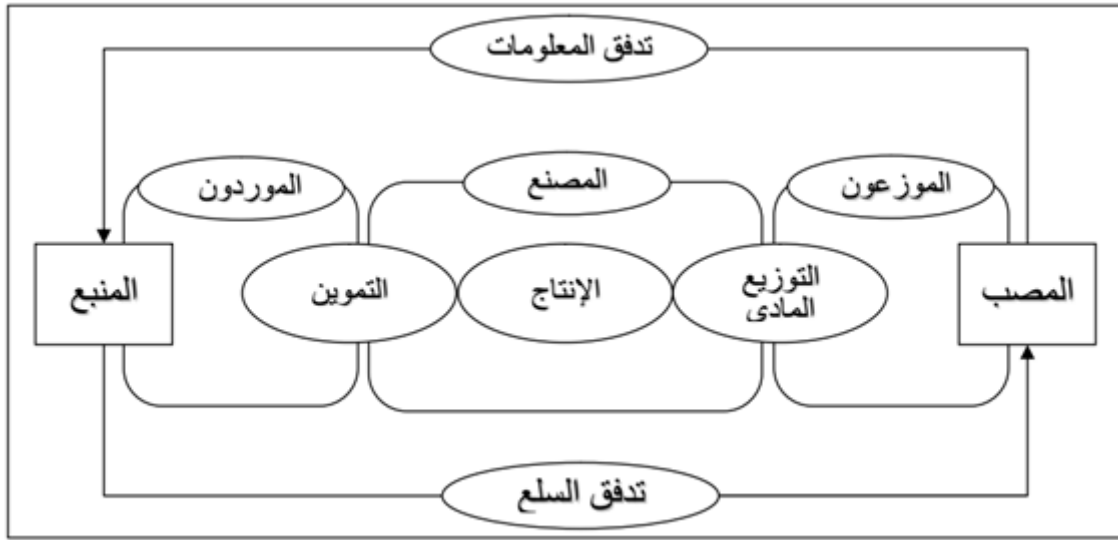 تدفق المعلومات
الموزعون
المصنع
الموردون
المصب
التوزيع
المادى
الإنتاج
التموين
المنبع
تدفق السلع